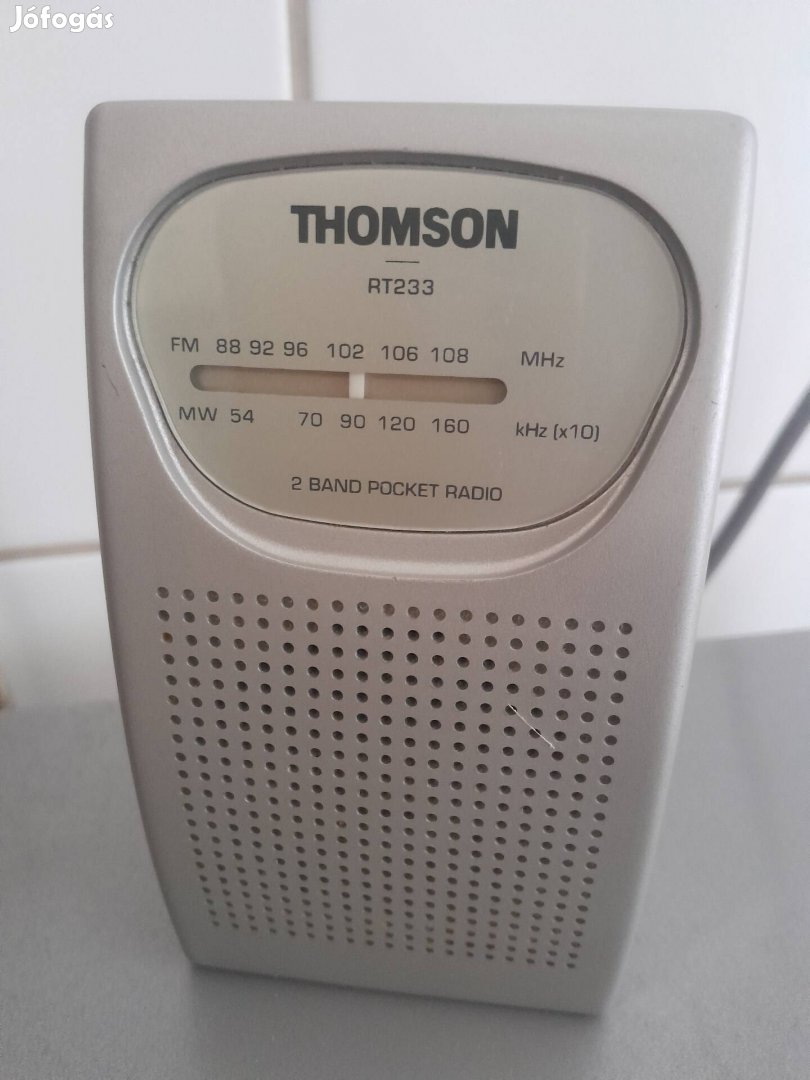 Jófogás
THOMSON
RT233
FM 88 92 96 102 106 108 MHz
MW 54 70 90 120 160 kHz (x10)
2 BAND POCKET RADIO